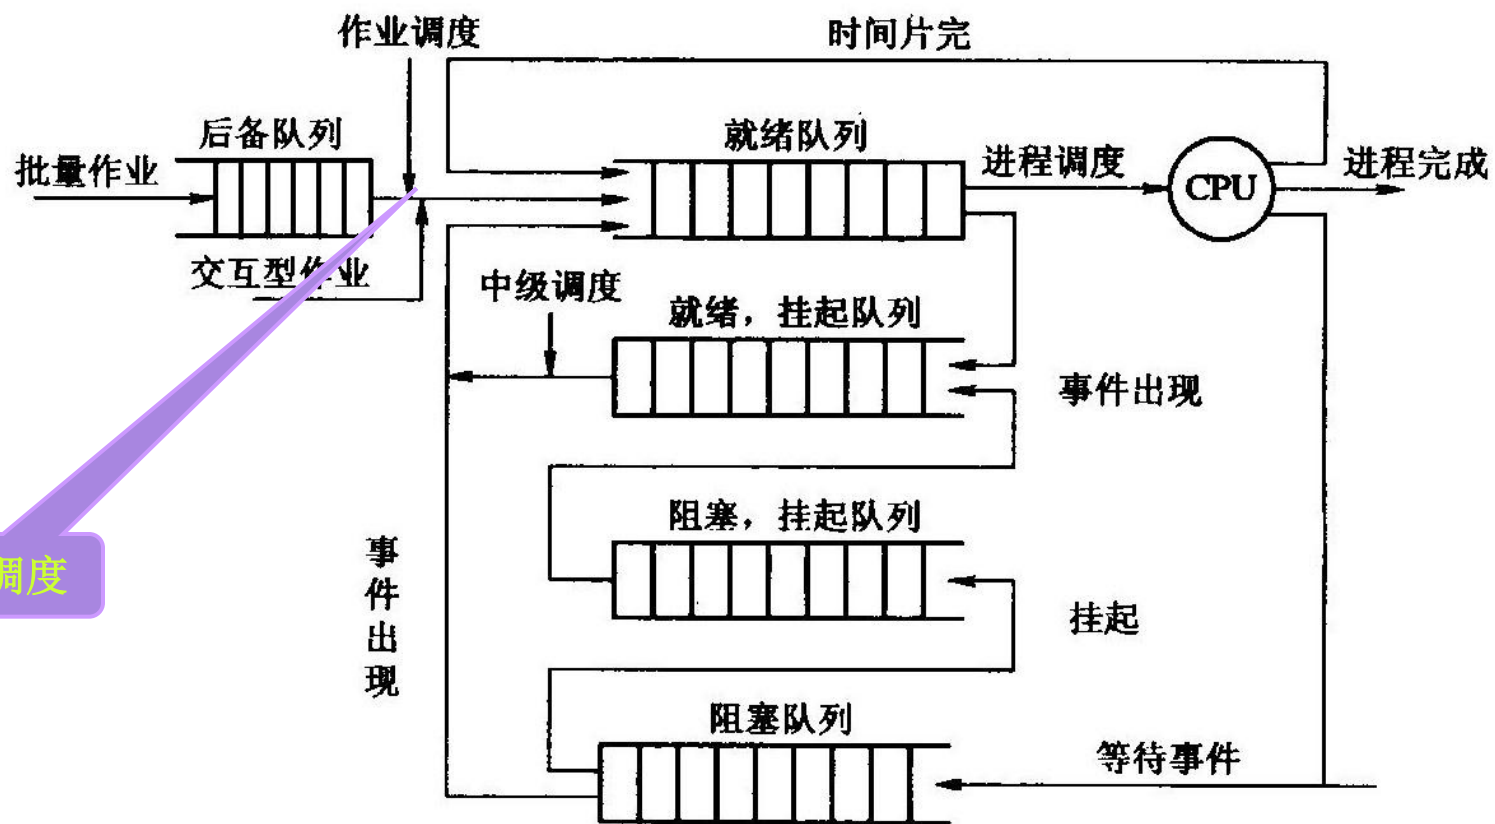 作业调度
时间片完
后备队列
就绪队列
批量作业
进程调度
CPU
进程完成
交互型作业
中级调度
就绪，挂起队列
事件出现
阻塞，挂起队列
事件出现
调度
挂起
阻塞队列
等待事件